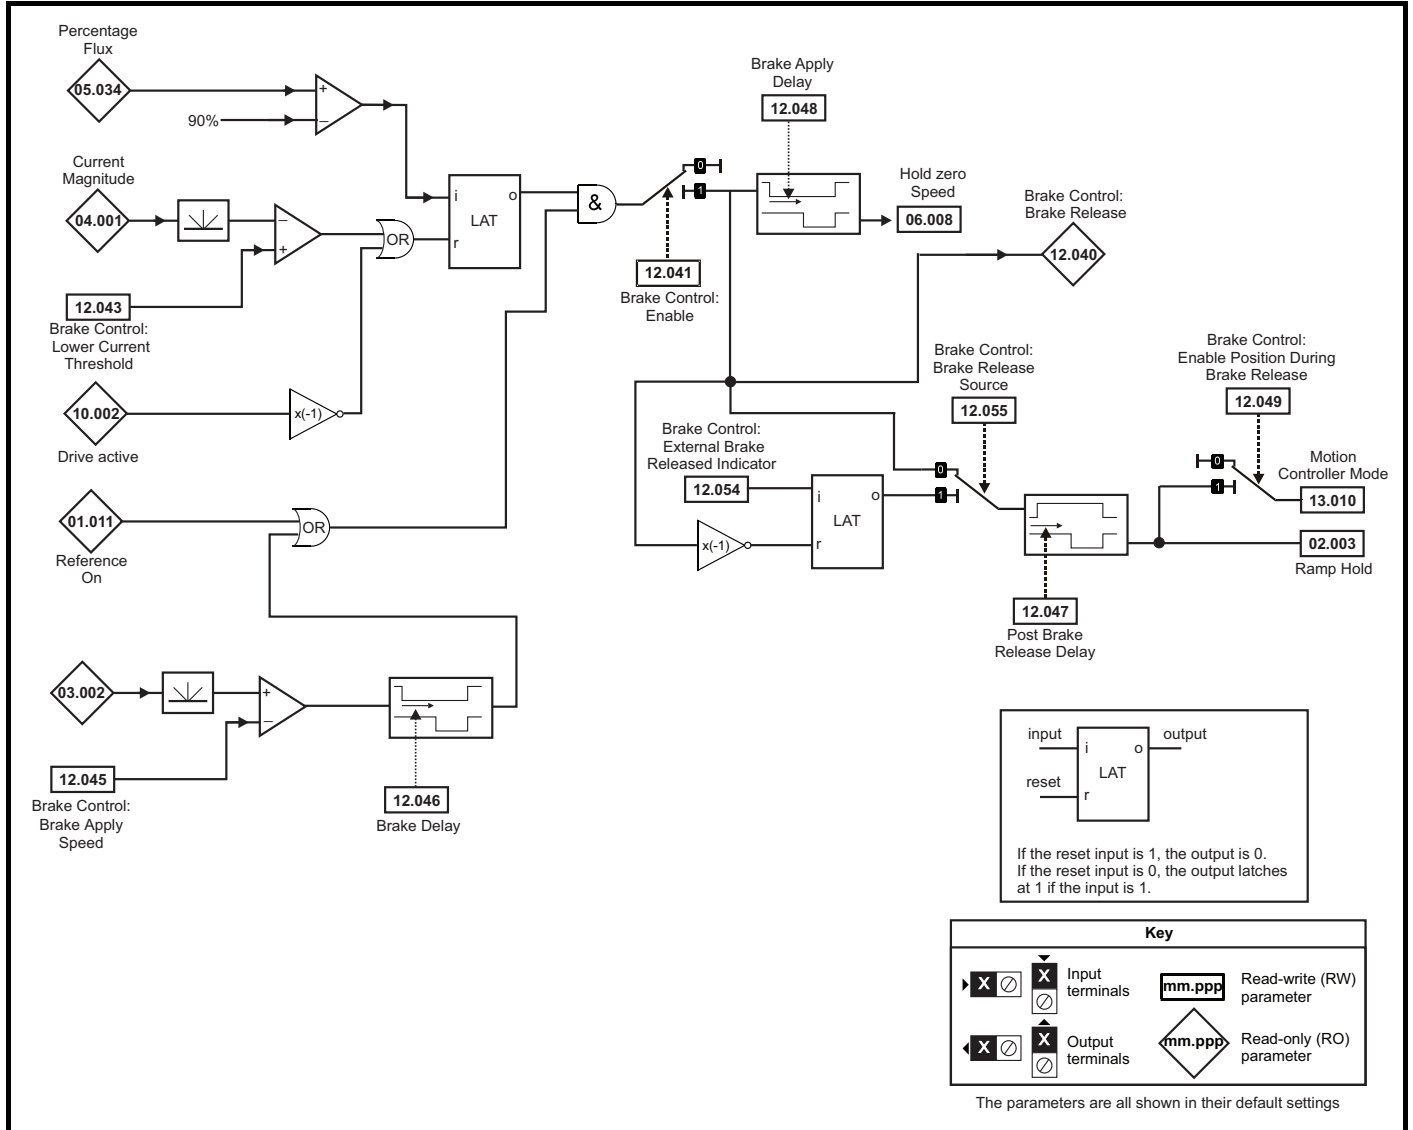 Percentage
Flux
05.034
+
90%
–
Current
Magnitude
04.001
–
+
OR
12.043
Brake Control:
Lower Current
Threshold
10.002
x(-1)
Drive active
i
o
LAT
r
&
0
1
12.041
Brake Control:
Enable
Brake Apply
Delay
12.048
Hold zero
Speed
06.008
Brake Control:
Brake Release
12.040
01.011
OR
Reference
On
03.002
+
–
12.045
Brake Control:
Brake Apply
Speed
12.046
Brake Delay
Brake Control:
External Brake
Released Indicator
12.054
i
o
LAT
r
x(-1)
Brake Control:
Brake Release
Source
12.055
0
1
12.047
Post Brake
Release Delay
Brake Control:
Enable Position During
Brake Release
12.049
0
1
Motion
Controller Mode
13.010
02.003
Ramp Hold
input
i
o
output
LAT
reset
r
If the reset input is 1, the output is 0.
If the reset input is 0, the output latches
at 1 if the input is 1.
Key
X
X
Input
terminals
mm.ppp
Read-write (RW)
parameter
X
X
Output
terminals
mm.ppp
Read-only (RO)
parameter
The parameters are all shown in their default settings